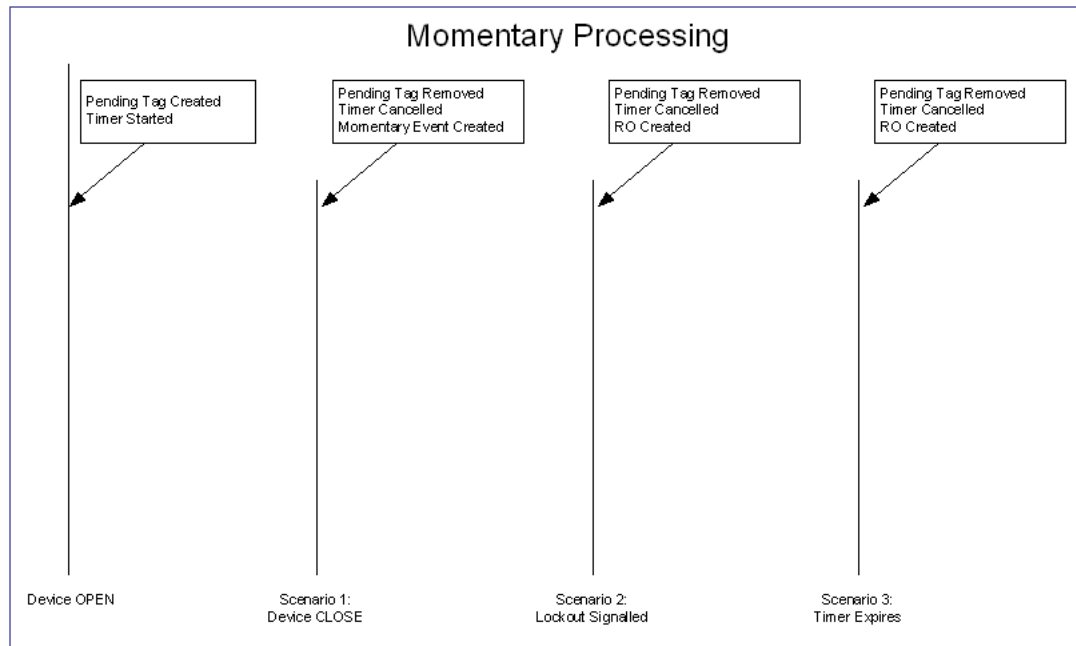 Momentary Processing
Pending Tag Created
Timer Started
Pending Tag Removed
Timer Cancelled
Momentary Event Created
Pending Tag Removed
Timer Cancelled
RO Created
Pending Tag Removed
Timer Cancelled
RO Created
Device OPEN
Scenario 1:
Device CLOSE
Scenario 2:
Lockout Signalled
Scenario 3:
Timer Expires